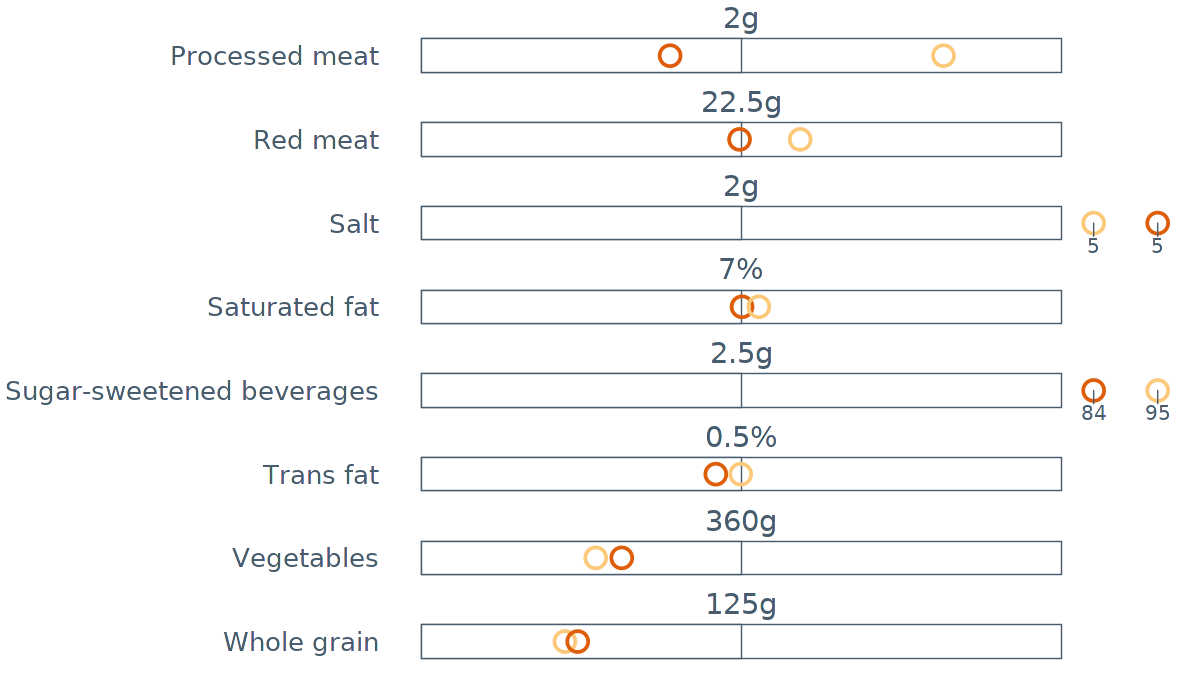 2g
Processed meat
22.5g
Red meat
2g
Salt
5 5
7%
Saturated fat
2.5g
Sugar-sweetened beverages
84 95
0.5%
Trans fat
360g
Vegetables
125g
Whole grain